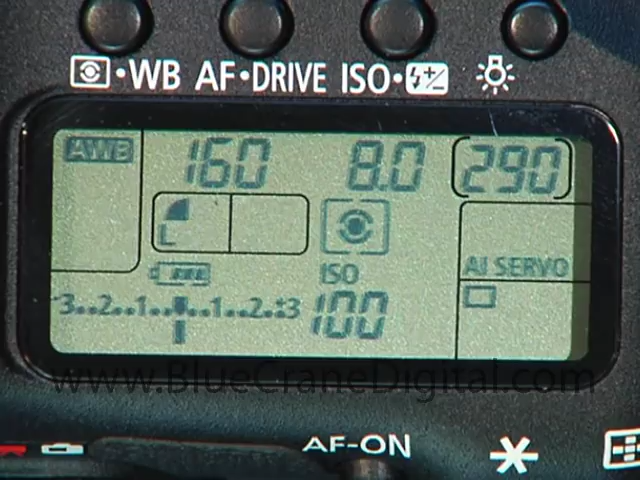 •WB AF•DRIVE ISO•
AWB 160 8.0 [290]
L
ISO
AI SERVO
-3..2..1..▪..1..2..+3 100
www.BlueCraneDigital.com
AF-ON